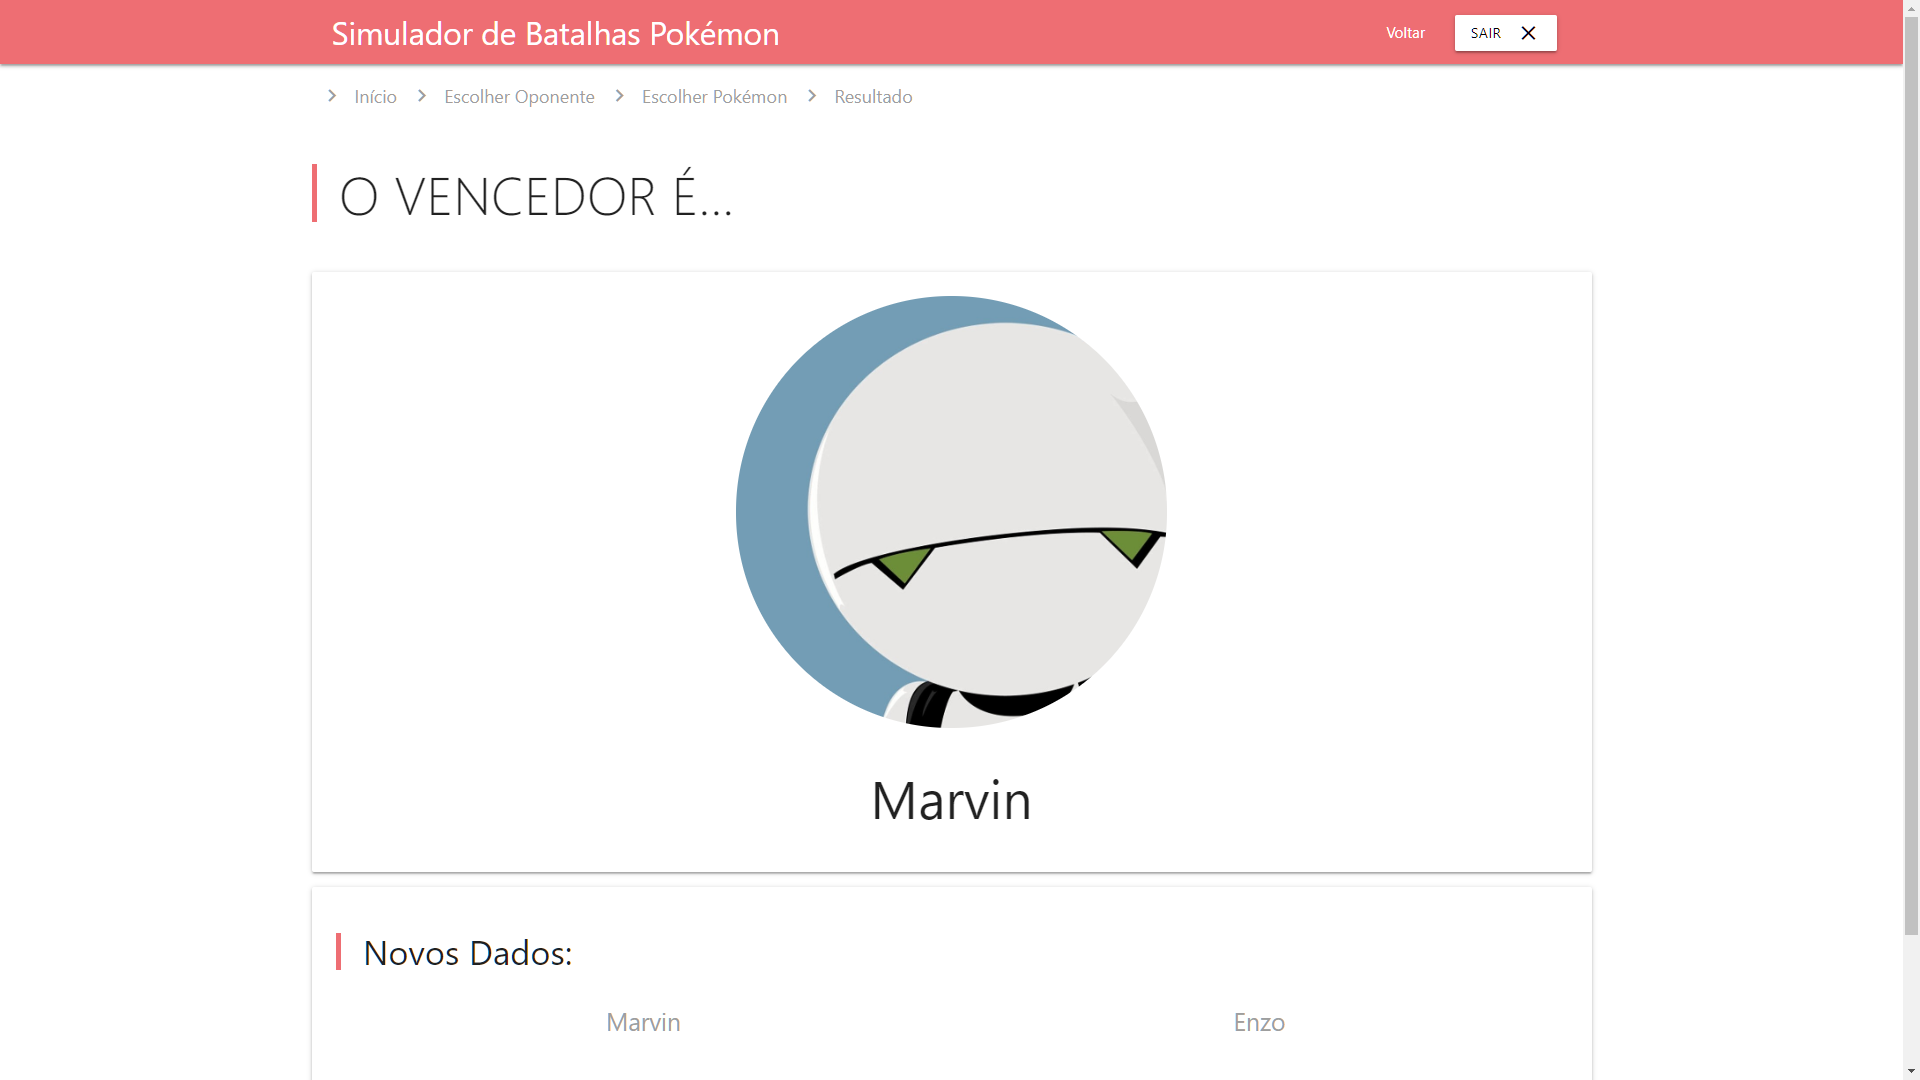 Simulador de Batalhas Pokémon
Voltar
SAIR
Início
Escolher Oponente
Escolher Pokémon
Resultado
O VENCEDOR É...
Marvin
Novos Dados:
Marvin
Enzo